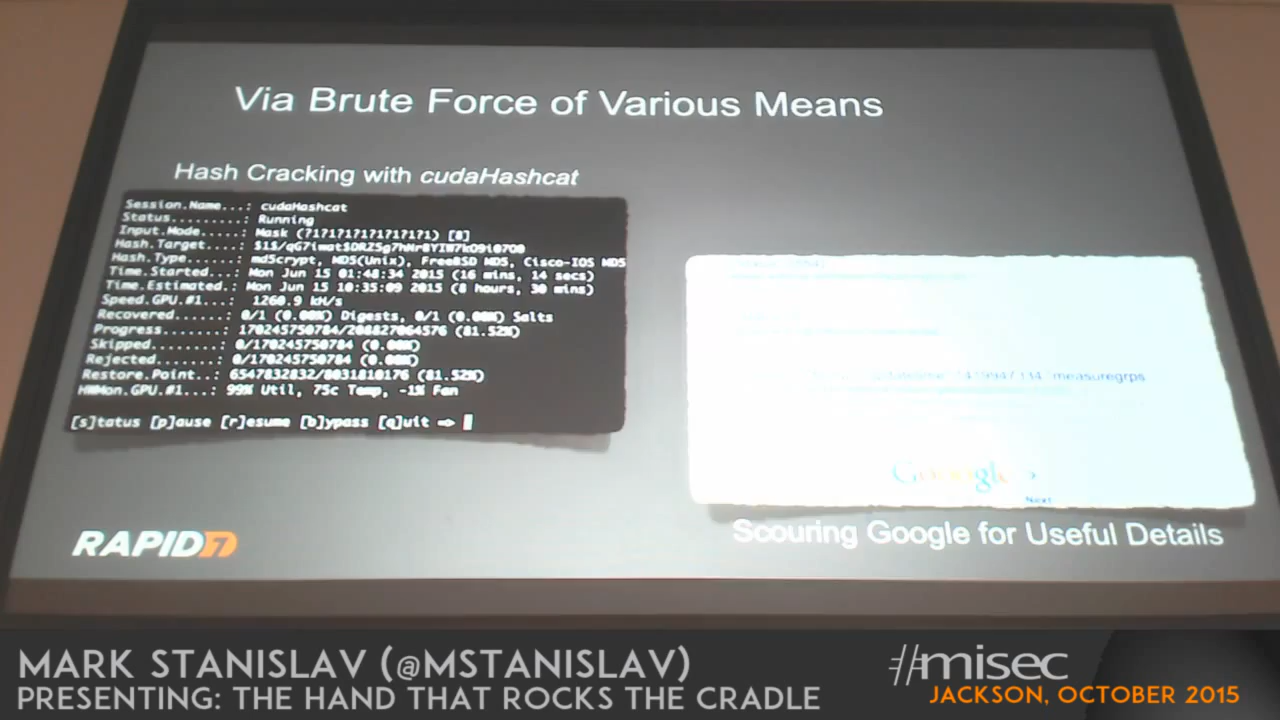 Via Brute Force of Various Means
Hash Cracking with cudaHashcat
Session.Name...: cudaHashcat
Status.........: Running
Input.Mode.....: Mask (?1?1?1?1?1?1?1?1) [8]
Hash.Target....:
Hash.Type......: md5crypt, MD5(Unix), FreeBSD MD5, Cisco-IOS MD5
Time.Started...: Mon Jun 15 01:48:34 2015 (16 mins, 14 secs)
Time.Estimated.: Mon Jun 15 10:35:09 2015 (8 hours, 30 mins)
Speed.GPU.#1...: 1260.9 kH/s
Recovered......: 0/1 (0.00%) Digests, 0/1 (0.00%) Salts
Progress.......: 170245750784/208827064576 (81.52%)
Skipped........: 0/170245750784 (0.00%)
Rejected.......: 0/170245750784 (0.00%)
Restore.Point..: 6547832832/8031810176 (81.52%)
HWMon.GPU.#1...: 99% Util, 75c Temp, -1% Fan
[s]tatus [p]ause [r]esume [b]ypass [q]uit =>
measuregrps
Google >
Next
Scouring Google for Useful Details
RAPID7
MARK STANISLAV (@MSTANISLAV)
PRESENTING: THE HAND THAT ROCKS THE CRADLE
#misec
JACKSON, OCTOBER 2015